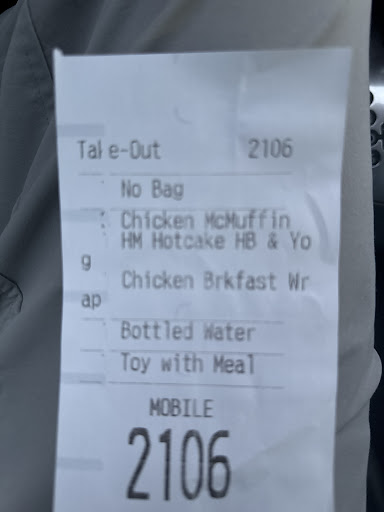 Take-Out 2106
No Bag
: Chicken McMuffin
HM Hotcake HB & Yo
g
Chicken Brkfast Wr
ap
Bottled Water
Toy with Meal
MOBILE
2106